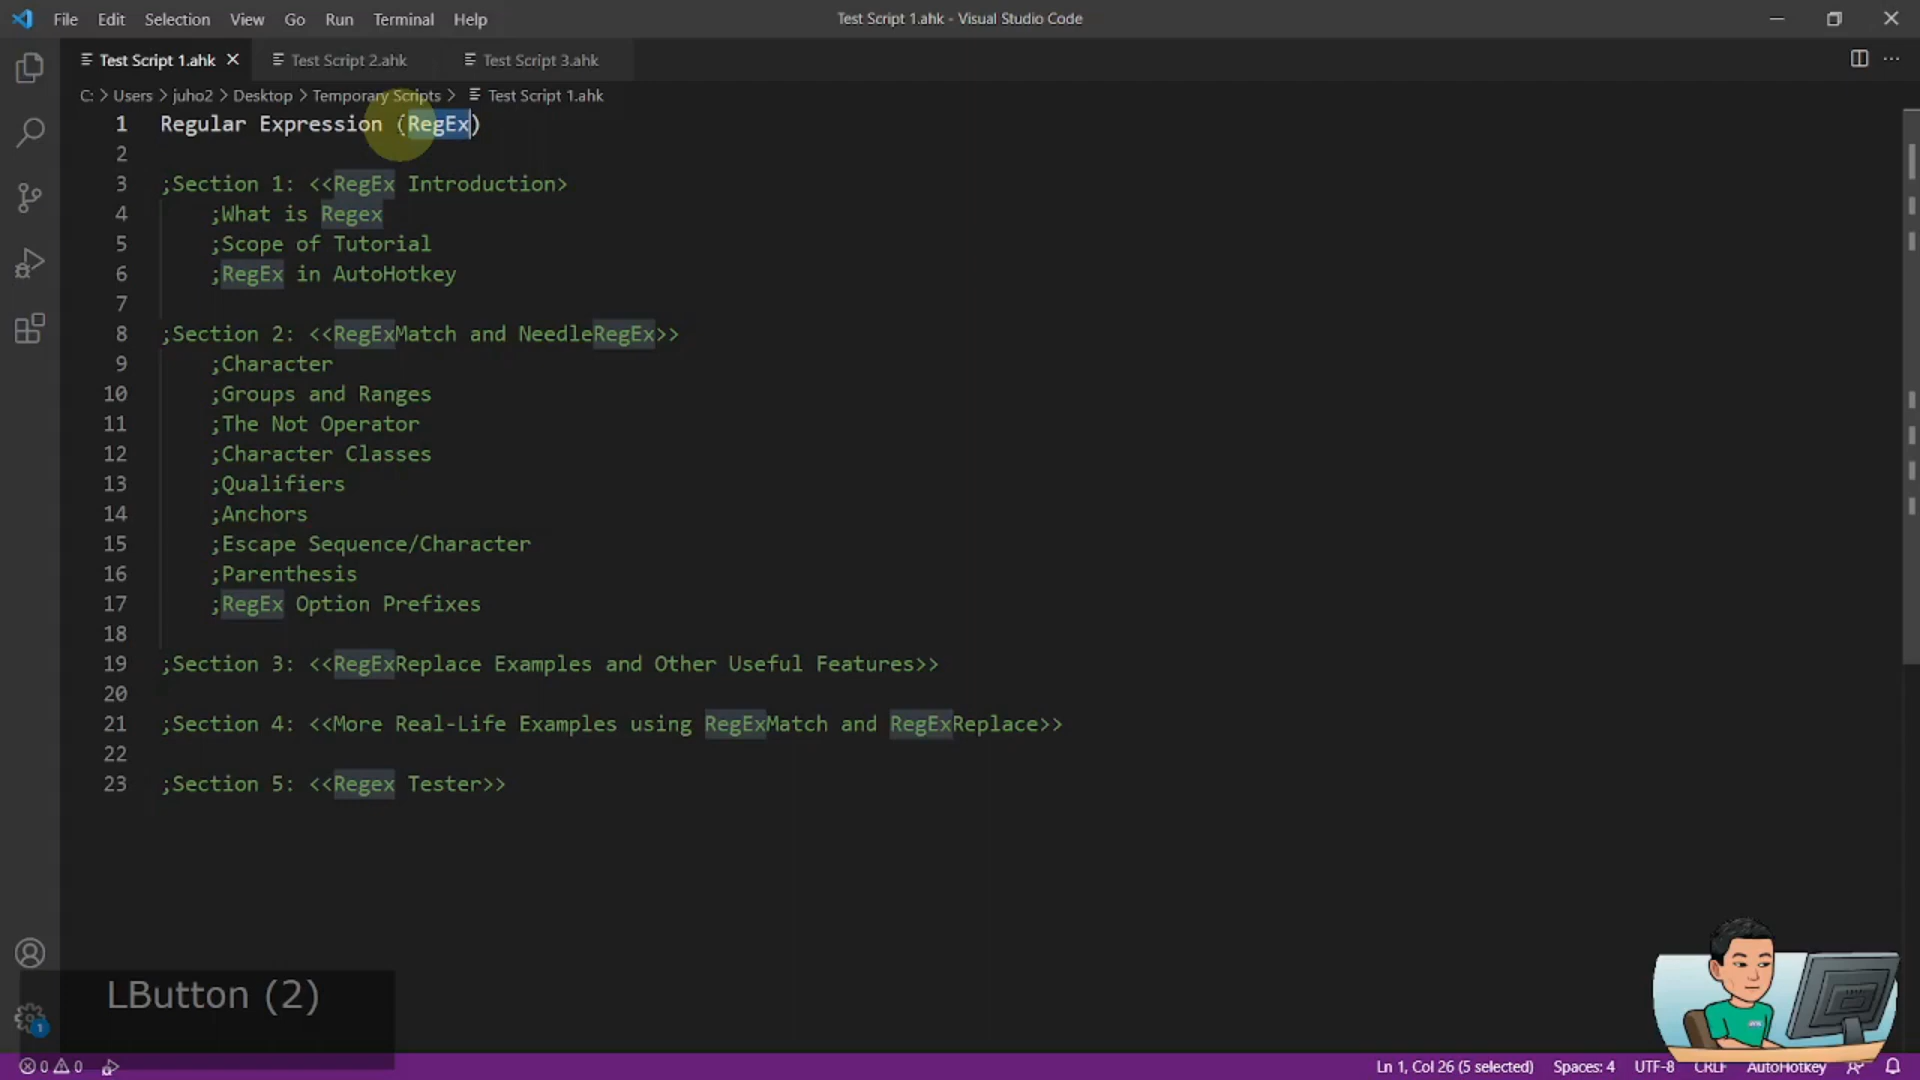 File Edit Selection View Go Run Terminal Help Test Script 1.ahk - Visual Studio Code
Test Script 1.ahk Test Script 2.ahk Test Script 3.ahk
C: > Users > juho2 > Desktop > Temporary Scripts > Test Script 1.ahk
1 Regular Expression (RegEx)
2
3 ;Section 1: <<RegEx Introduction>
4 ;What is Regex
5 ;Scope of Tutorial
6 ;RegEx in AutoHotkey
7
8 ;Section 2: <<RegExMatch and NeedleRegEx>>
9 ;Character
10 ;Groups and Ranges
11 ;The Not Operator
12 ;Character Classes
13 ;Qualifiers
14 ;Anchors
15 ;Escape Sequence/Character
16 ;Parenthesis
17 ;RegEx Option Prefixes
18
19 ;Section 3: <<RegExReplace Examples and Other Useful Features>>
20
21 ;Section 4: <<More Real-Life Examples using RegExMatch and RegExReplace>>
22
23 ;Section 5: <<Regex Tester>>
LButton (2)
1
0 0 Ln 1, Col 26 (5 selected) Spaces: 4 UTF-8 CRLF AutoHotkey